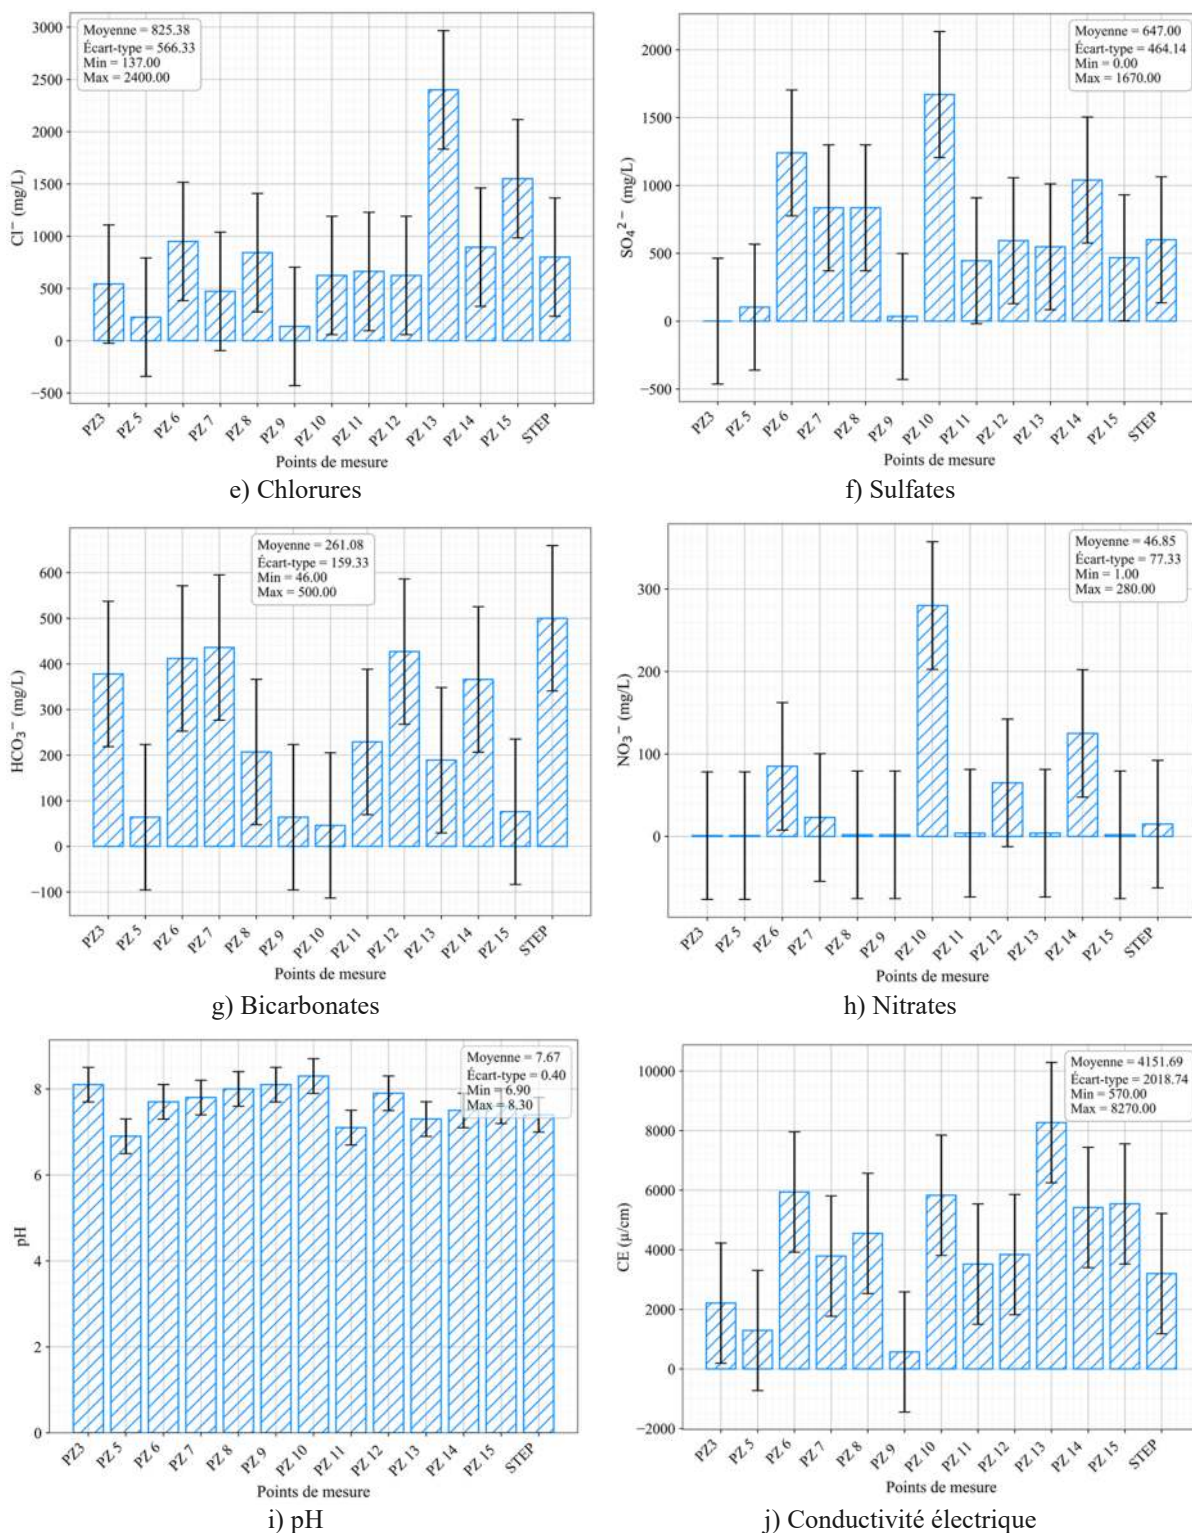 Moyenne = 825.38
Écart-type = 566.33
Min = 137.00
Max = 2400.00
3000
2500
2000
1500
1000
500
0
−500
Cl⁻ (mg/L)
PZ3
PZ 5
PZ 6
PZ 7
PZ 8
PZ 9
PZ 10
PZ 11
PZ 12
PZ 13
PZ 14
PZ 15
STEP
Points de mesure
e) Chlorures
Moyenne = 647.00
Écart-type = 464.14
Min = 0.00
Max = 1670.00
2000
1500
1000
500
0
−500
SO₄²⁻ (mg/L)
PZ3
PZ 5
PZ 6
PZ 7
PZ 8
PZ 9
PZ 10
PZ 11
PZ 12
PZ 13
PZ 14
PZ 15
STEP
Points de mesure
f) Sulfates
Moyenne = 261.08
Écart-type = 159.33
Min = 46.00
Max = 500.00
600
500
400
300
200
100
0
−100
HCO₃⁻ (mg/L)
PZ3
PZ 5
PZ 6
PZ 7
PZ 8
PZ 9
PZ 10
PZ 11
PZ 12
PZ 13
PZ 14
PZ 15
STEP
Points de mesure
g) Bicarbonates
Moyenne = 46.85
Écart-type = 77.33
Min = 1.00
Max = 280.00
300
200
100
0
NO₃⁻ (mg/L)
PZ3
PZ 5
PZ 6
PZ 7
PZ 8
PZ 9
PZ 10
PZ 11
PZ 12
PZ 13
PZ 14
PZ 15
STEP
Points de mesure
h) Nitrates
Moyenne = 7.67
Écart-type = 0.40
Min = 6.90
Max = 8.30
8
6
4
2
0
pH
PZ3
PZ 5
PZ 6
PZ 7
PZ 8
PZ 9
PZ 10
PZ 11
PZ 12
PZ 13
PZ 14
PZ 15
STEP
Points de mesure
i) pH
Moyenne = 4151.69
Écart-type = 2018.74
Min = 570.00
Max = 8270.00
10000
8000
6000
4000
2000
0
−2000
CE (μ/cm)
PZ3
PZ 5
PZ 6
PZ 7
PZ 8
PZ 9
PZ 10
PZ 11
PZ 12
PZ 13
PZ 14
PZ 15
STEP
Points de mesure
j) Conductivité électrique